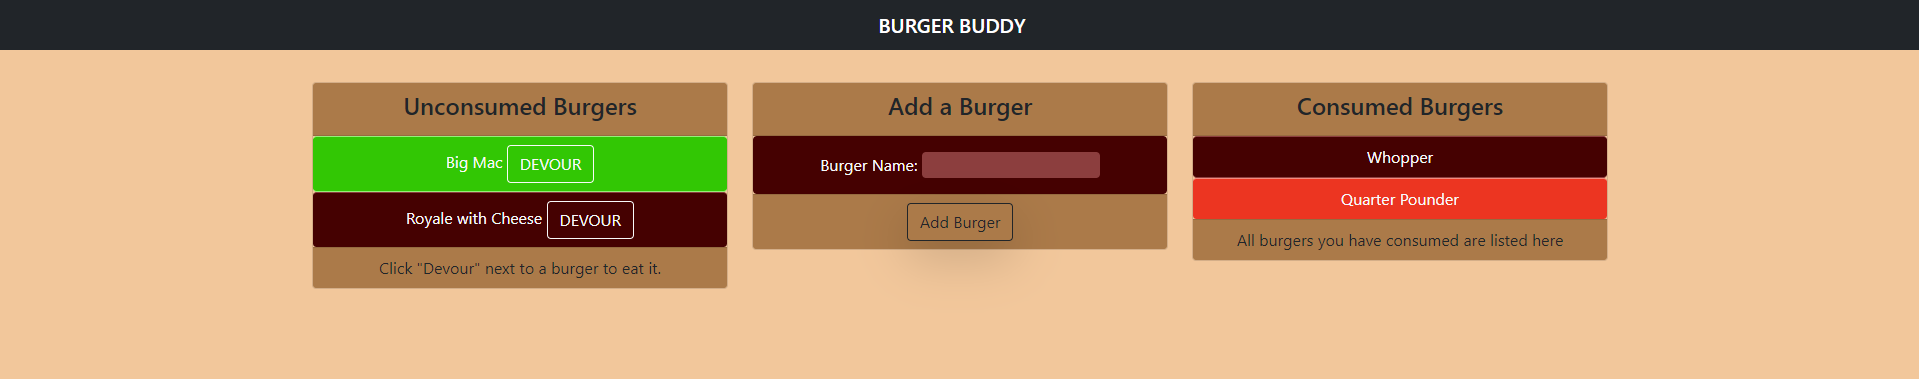 BURGER BUDDY
Unconsumed Burgers
Big Mac DEVOUR
Royale with Cheese DEVOUR
Click "Devour" next to a burger to eat it.
Add a Burger
Burger Name:
Add Burger
Consumed Burgers
Whopper
Quarter Pounder
All burgers you have consumed are listed here